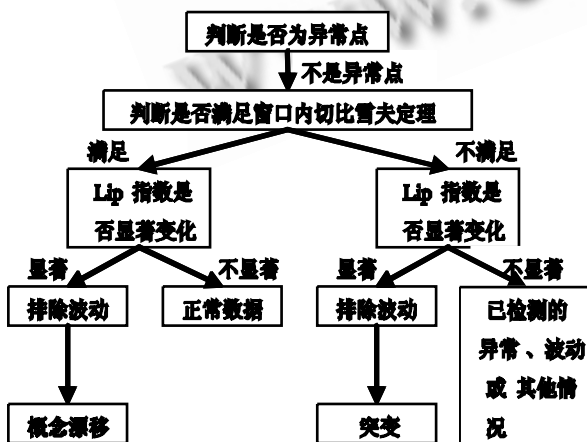 判断是否为异常点
不是异常点
判断是否满足窗口内切比雪夫定理
满足
不满足
Lip 指数是
否显著变化
Lip 指数是
否显著变化
显著
不显著
显著
不显著
排除波动
正常数据
排除波动
已检测的
异常、波动
或 其他情
况
概念漂移
突变